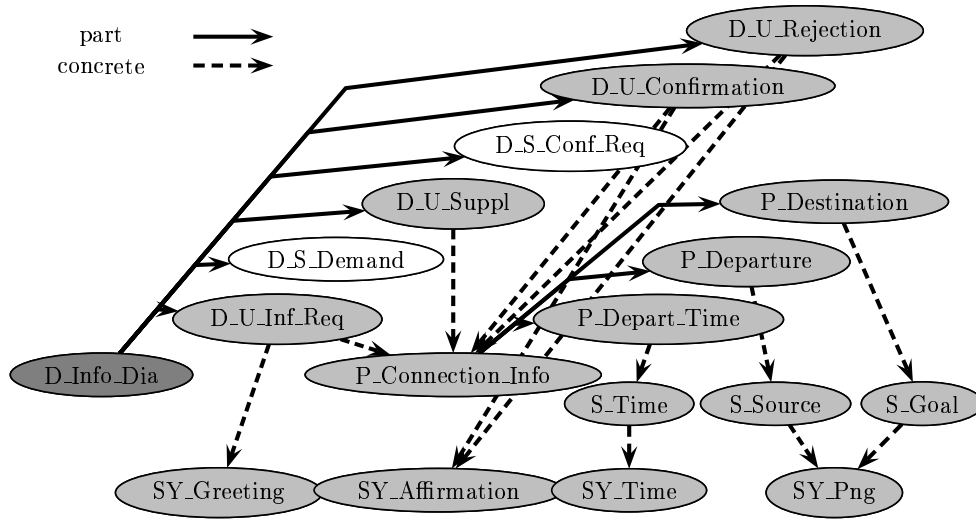 D_U_Rejection
part
concrete
D_U_Confirmation
D_S_Conf_Req
D_U_Suppl
P_Destination
D_S_Demand
P_Departure
D_U_Inf_Req
P_Depart_Time
D_Info_Dia
P_Connection_Info
S_Time
S_Source
S_Goal
SY_Greeting
SY_Affirmation
SY_Time
SY_Png